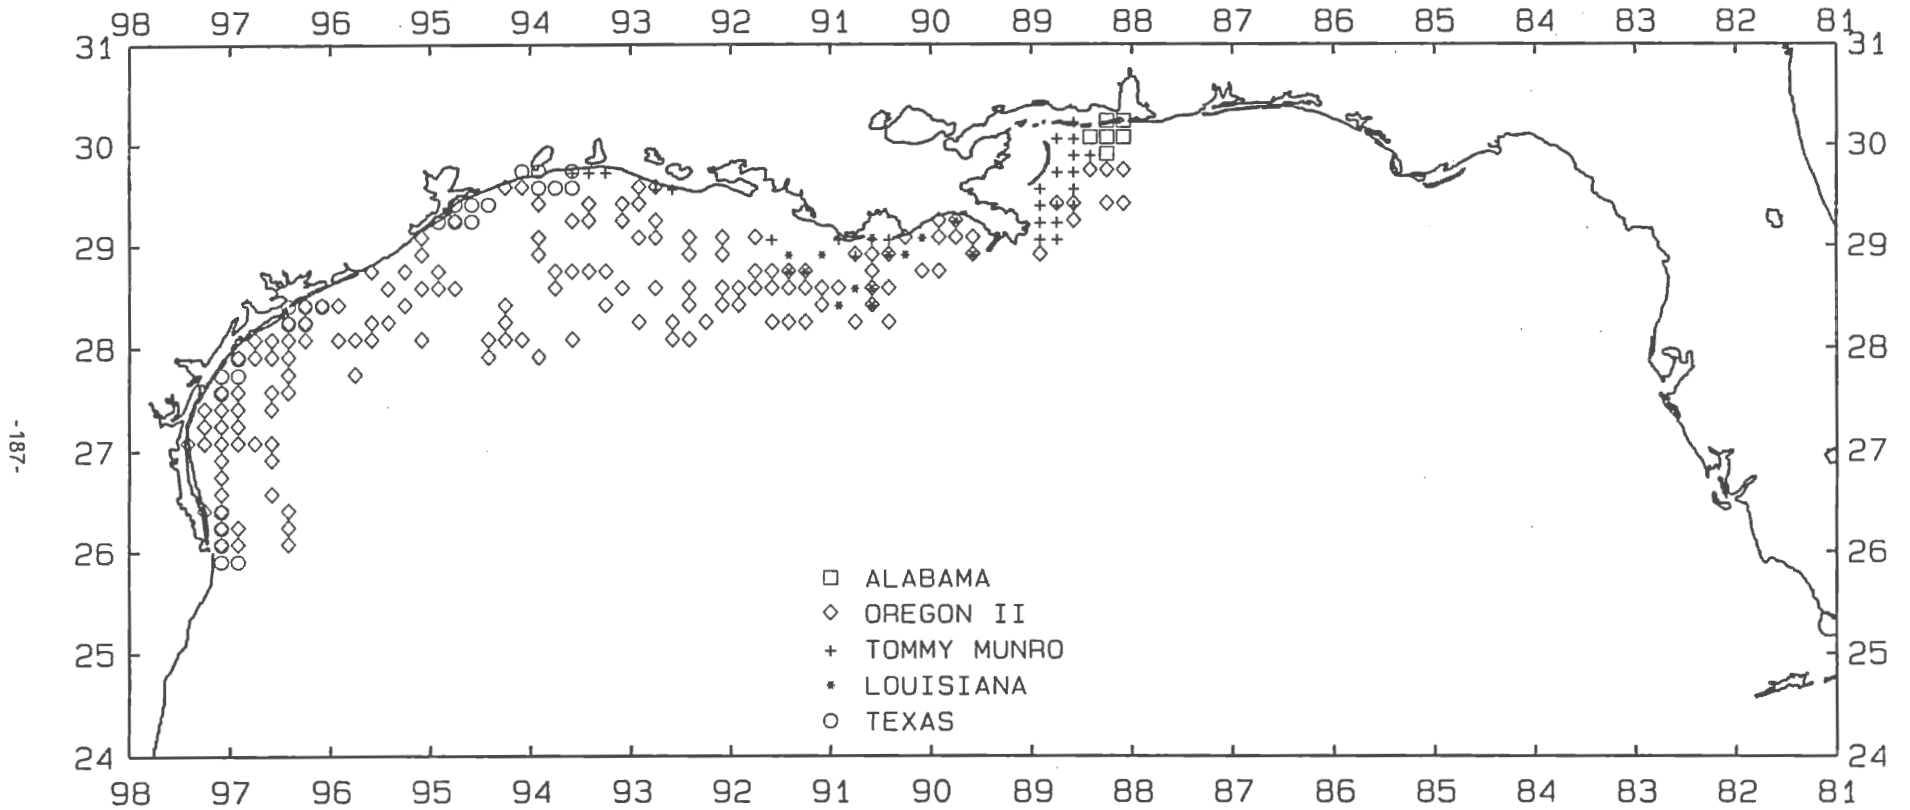 98 97 96 95 94 93 92 91 90 89 88 87 86 85 84 83 82 81
31 31
30 30
29 29
28 28
27 27
26 26
25 25
24 24
ALABAMA
OREGON II
TOMMY MUNRO
LOUISIANA
TEXAS
98 97 96 95 94 93 92 91 90 89 88 87 86 85 84 83 82 81
-187-